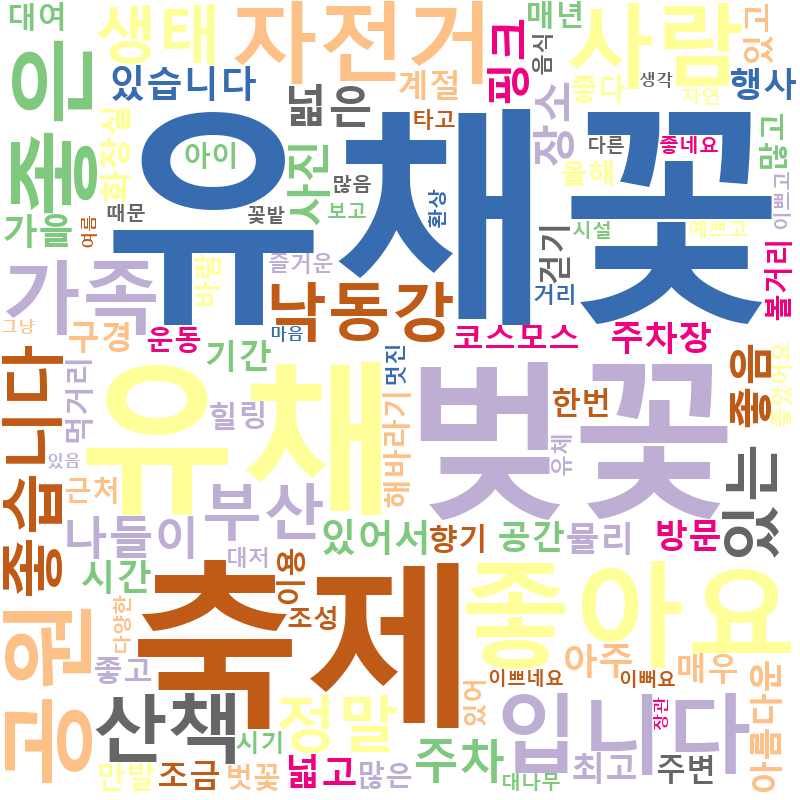 대여
생태
자전거
매년
사람
있고
좋은
있습니다
넓은
계절
핑크
음식
좋다
생각
자연
행사
화장실
유채꽃
아이
사진
타고
장소
다른
좋네요
많고
가을
여름
때문
꽃밭
많음
보고
환상
올해
이쁘고
시설
예쁘고
가족
바람
즐거운
걷기
거리
볼거리
그냥
구경
운동
낙동강
마음
코스모스
주차장
좋습니다
먹거리
기간
멋진
좋음
좋았어요
유채
벚꽃
힐링
해바라기
한번
있음
유체
근처
나들이
부산
있어서
향기
공간
뮬리
방문
있는
대저
시간
이용
공원
다양한
조성
축제
좋아요
좋고
아주
이쁘네요
이뻐요
매우
산책
시기
정말
있어
입니다
장관
아름다운
만발
조금
벗꽃
넓고
많은
주차
대나무
최고
주변